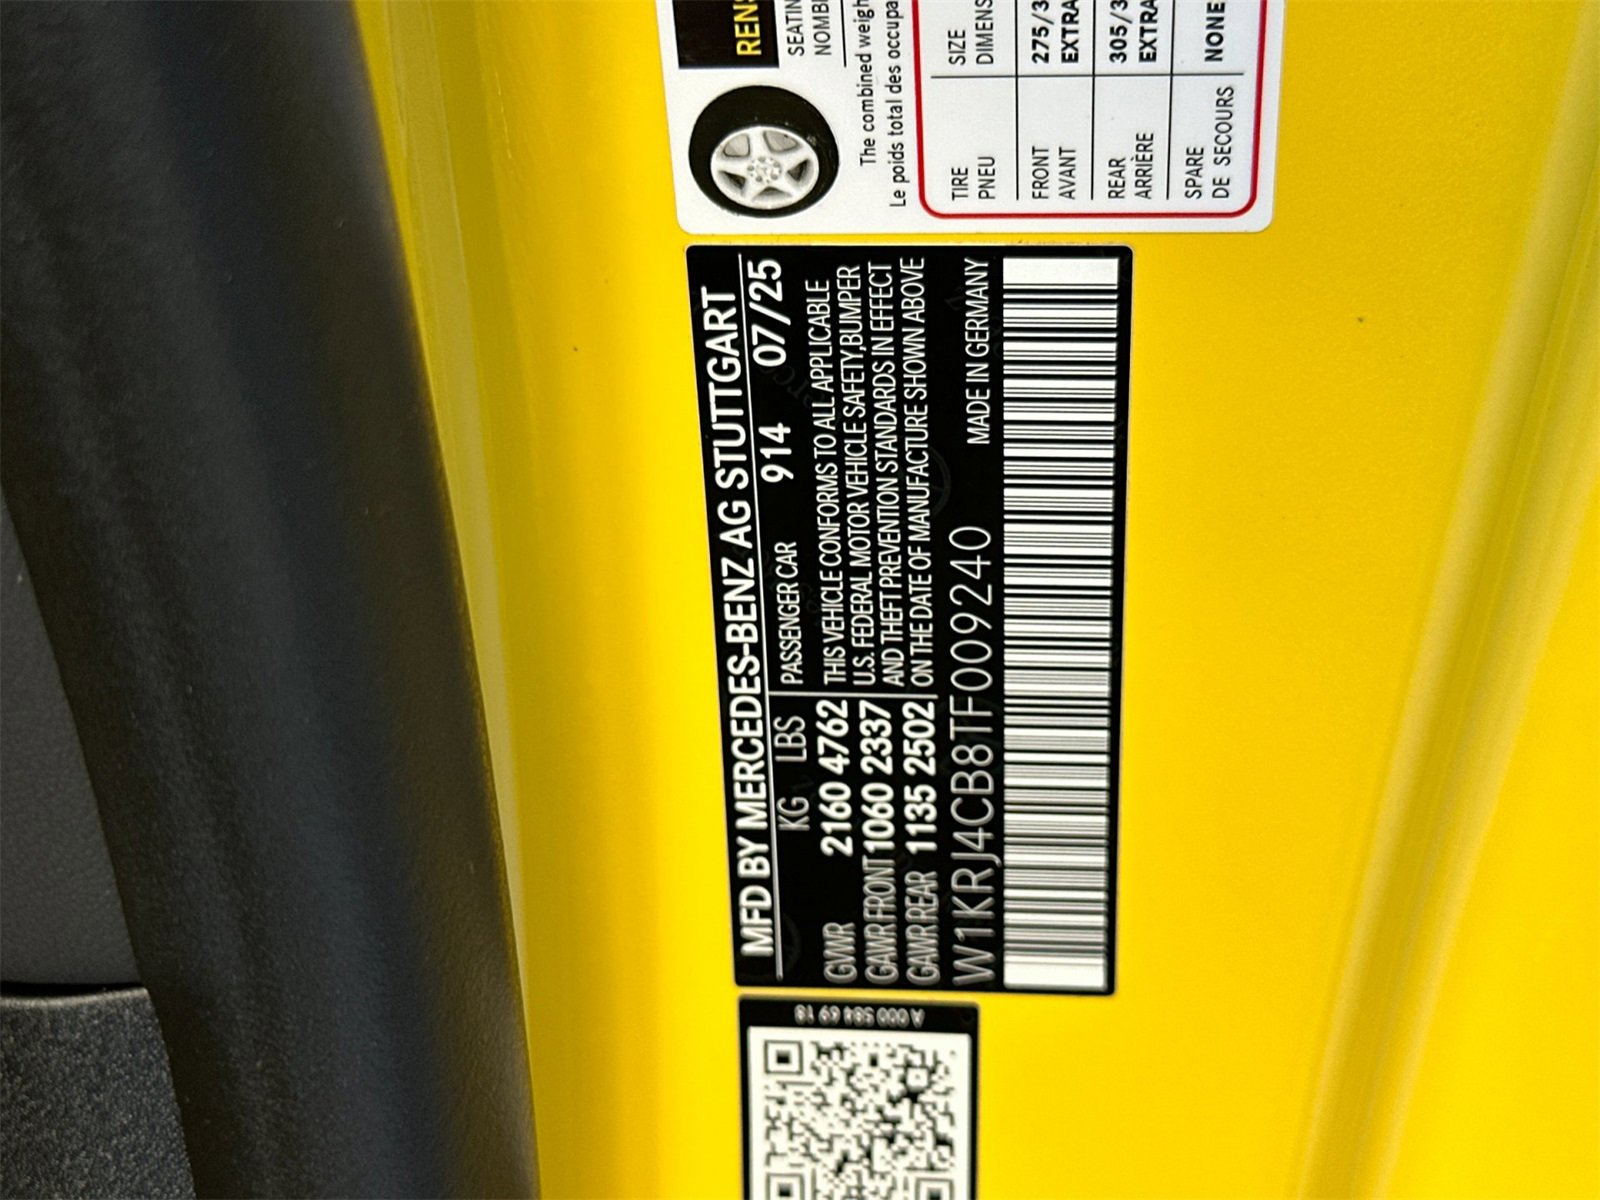 MFD BY MERCEDES-BENZ AG STUTTGART
KG LBS PASSENGER CAR 914 07/25
GVWR 2160 4762 THIS VEHICLE CONFORMS TO ALL APPLICABLE
GAWR FRONT 1060 2337 U.S. FEDERAL MOTOR VEHICLE SAFETY,BUMPER
GAWR REAR 1135 2502 AND THEFT PREVENTION STANDARDS IN EFFECT
ON THE DATE OF MANUFACTURE SHOWN ABOVE
W1KRJ4CB8TF009240 MADE IN GERMANY
A 000 584 69 18
RENS
SEATIN
NOMB
The combined weigh
Le poids total des occupa
TIRE SIZE
PNEU DIMENS
FRONT 275/3
AVANT EXTRA
REAR 305/3
ARRIÈRE EXTRA
SPARE NONE
DE SECOURS